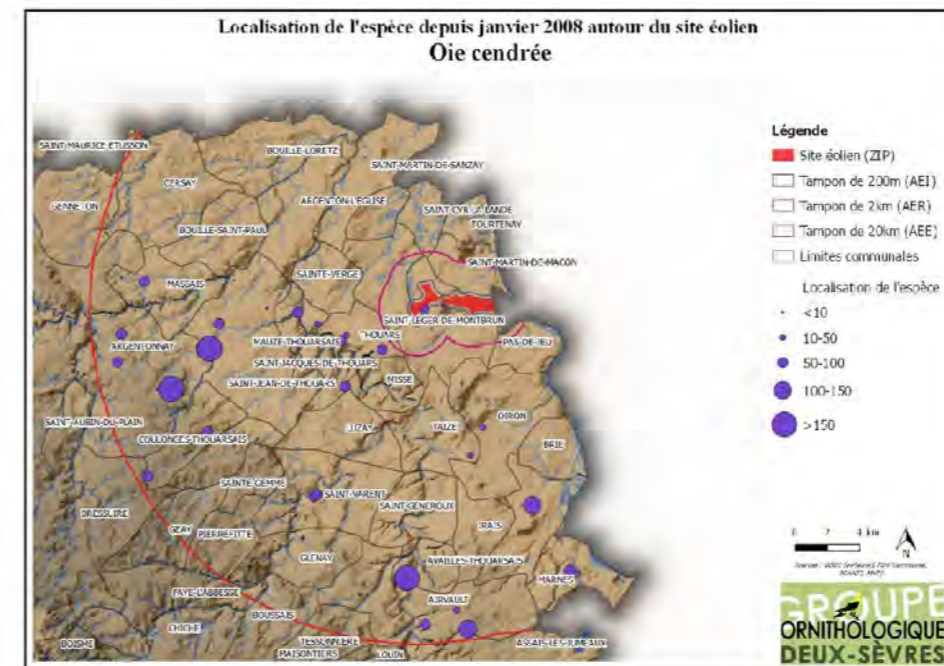 Localisation de l'espèce depuis janvier 2008 autour du site éolien
Oie cendrée
SAINT-MAURICE-ETUSSON
BOUILLE-LORETZ
SAINT-MARTIN-DE-SANZAY
CERSAY
GENNETON
ARGENTON-L'EGLISE
SAINT-CYR-LA-LANDE
TOURTENAY
BOUILLE-SAINT-PAUL
SAINT-MARTIN-DE-MACON
SAINTE-VERGE
MASSAIS
SAINT-LEGER-DE-MONTBRUN
THOUARS
MAUZE-THOUARSAIS
PAS-DE-JEU
ARGENTONNAY
SAINT-JACQUES-DE-THOUARS
MISSE
SAINT-JEAN-DE-THOUARS
OIRON
SAINT-AUBIN-DU-PLAIN
LUZAY
TAIZE
COULONGES-THOUARSAIS
BRIE
SAINTE-GEMME
SAINT-VARENT
SAINT-GENEROUX
BRESSUIRE
IRAIS
GEAY
PIERREFITTE
GLENAY
AVAILLES-THOUARSAIS
MARNES
FAYE-L'ABBESSE
AIRVAULT
BOUSSAIS
CHICHE
TESSONNIERE
ASSAIS-LES-JUMEAUX
BOISME
MAISONTIERS
LOUIN
Légende
Site éolien (ZIP)
Tampon de 200m (AEI)
Tampon de 2km (AER)
Tampon de 20km (AEE)
Limites communales
Localisation de l'espèce
<10
10-50
50-100
100-150
>150
0 2 4 km
N
GROUPE
ORNITHOLOGIQUE
DEUX-SÈVRES